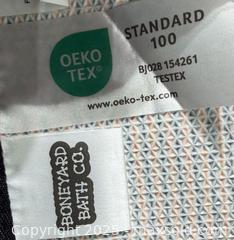 OEKO
TEX®
STANDARD
100
BJ028 154261
TESTEX
www.oeko-tex.com
BONEYARD
BATH CO.